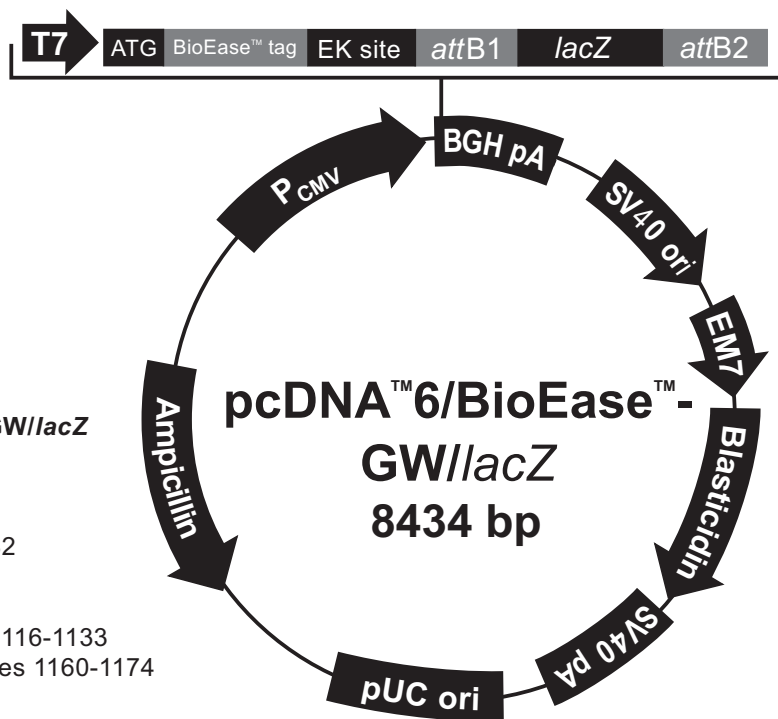 T7 ATG BioEase™ tag EK site attB1 lacZ attB2
BGH pA
PCMV
SV40 ori
EM7
pcDNA™6/BioEase™-
GW/lacZ
8434 bp
Ampicillin
Blasticidin
SV40 pA
pUC ori
GW/lacZ
2
116-1133
es 1160-1174